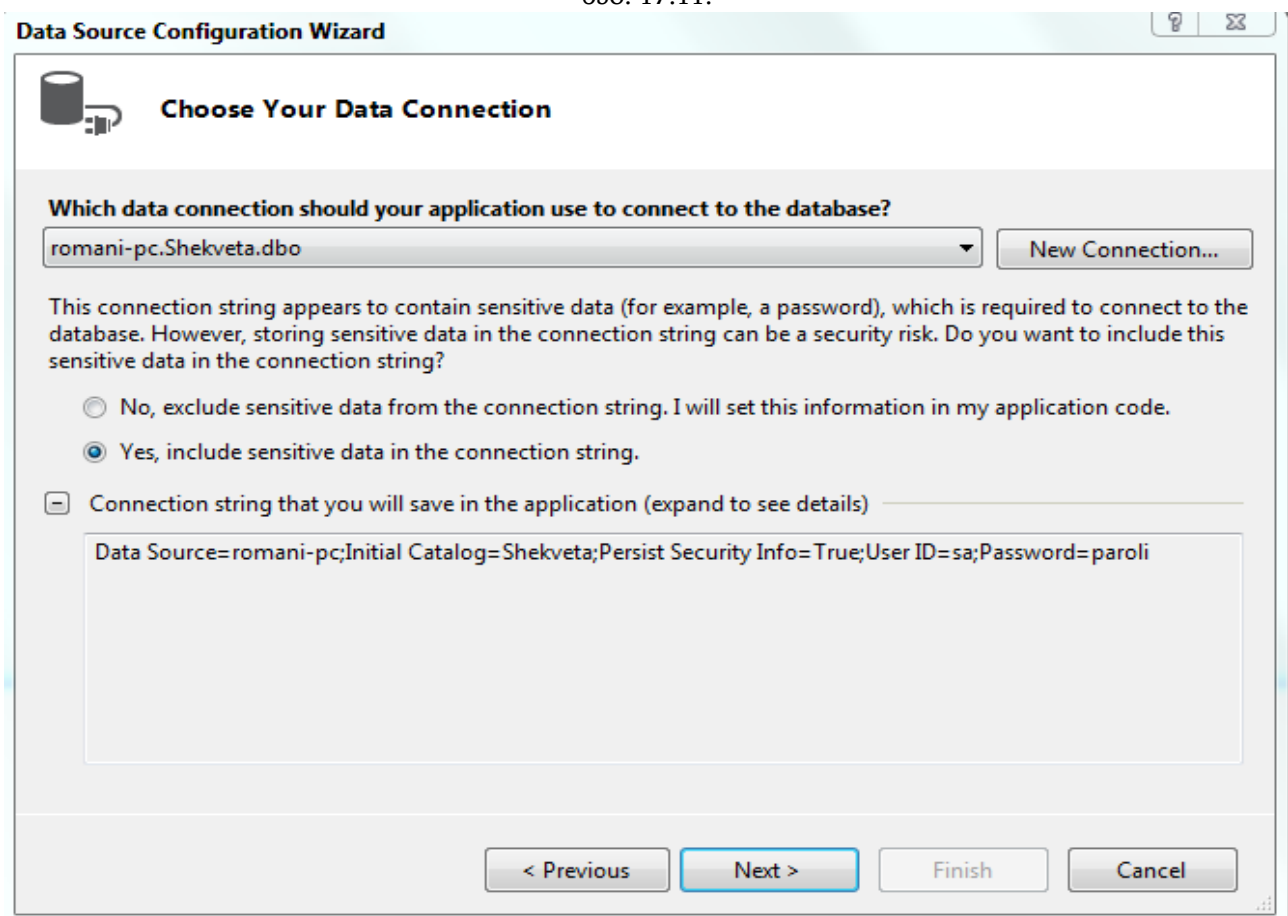 17.11.
Data Source Configuration Wizard
Choose Your Data Connection
Which data connection should your application use to connect to the database?
romani-pc.Shekveta.dbo
New Connection...
This connection string appears to contain sensitive data (for example, a password), which is required to connect to the
database. However, storing sensitive data in the connection string can be a security risk. Do you want to include this
sensitive data in the connection string?
No, exclude sensitive data from the connection string. I will set this information in my application code.
Yes, include sensitive data in the connection string.
Connection string that you will save in the application (expand to see details)
Data Source=romani-pc;Initial Catalog=Shekveta;Persist Security Info=True;User ID=sa;Password=paroli
< Previous
Next >
Finish
Cancel